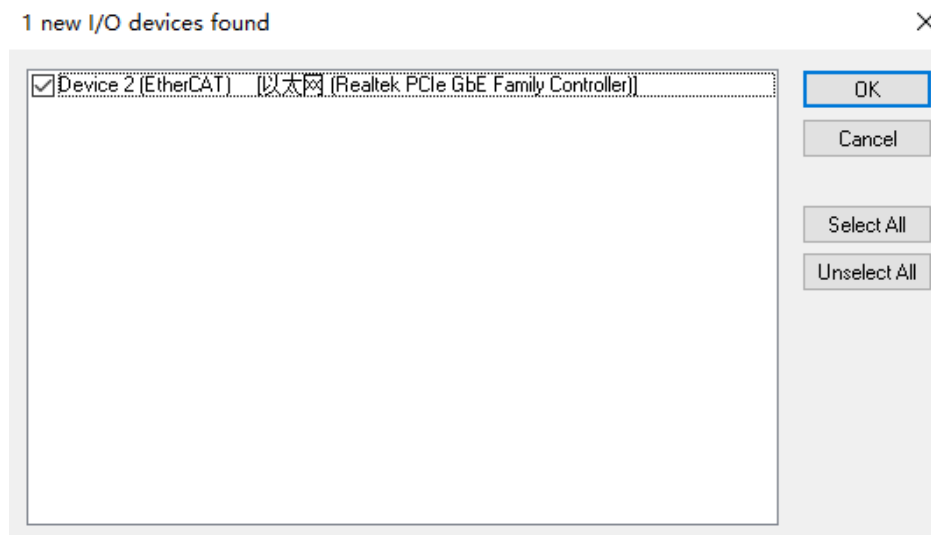 1 new I/O devices found
Device 2 (EtherCAT) [以太网 (Realtek PCIe GbE Family Controller)]
OK
Cancel
Select All
Unselect All